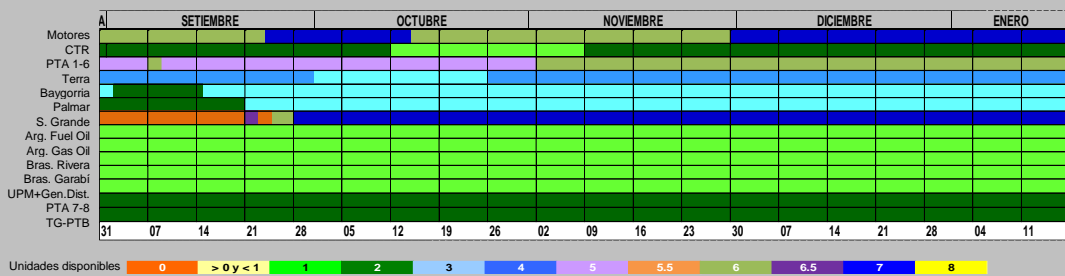 A SETIEMBRE OCTUBRE NOVIEMBRE DICIEMBRE ENERO
Motores
CTR
PTA 1-6
Terra
Baygorria
Palmar
S. Grande
Arg. Fuel Oil
Arg. Gas Oil
Bras. Rivera
Bras. Garabí
UPM+Gen.Dist.
PTA 7-8
TG-PTB
31 07 14 21 28 05 12 19 26 02 09 16 23 30 07 14 21 28 04 11
Unidades disponibles 0 > 0 y < 1 1 2 3 4 5 5.5 6 6.5 7 8